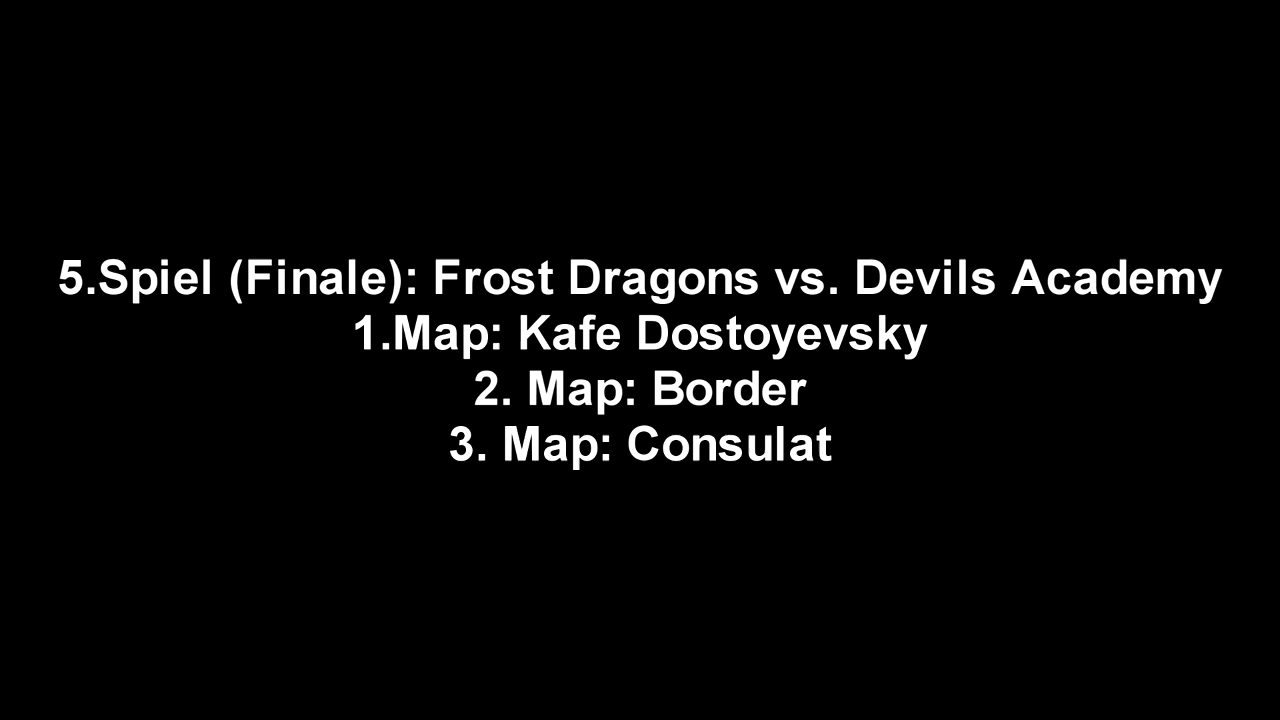 5.Spiel (Finale): Frost Dragons vs. Devils Academy
1.Map: Kafe Dostoyevsky
2. Map: Border
3. Map: Consulat